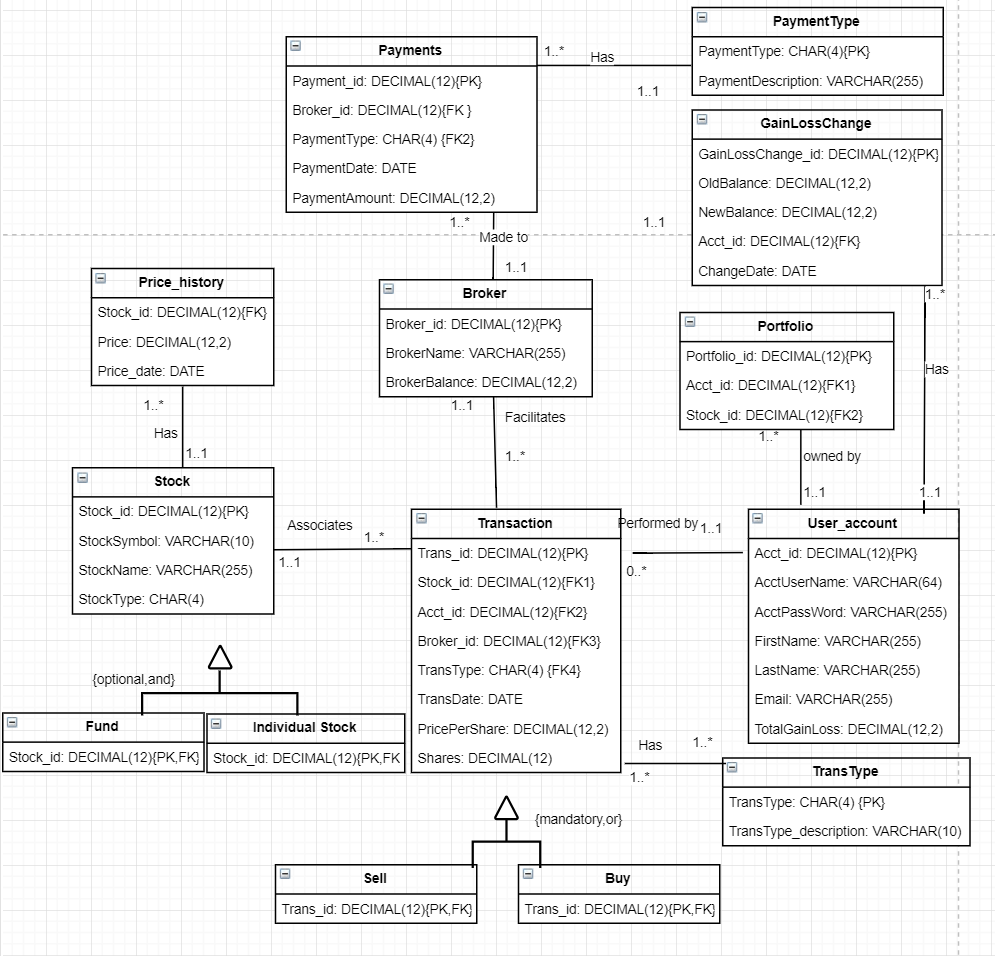 PaymentType
PaymentType: CHAR(4){PK}
PaymentDescription: VARCHAR(255)
Payments
Payment_id: DECIMAL(12){PK}
Broker_id: DECIMAL(12){FK }
PaymentType: CHAR(4) {FK2}
PaymentDate: DATE
PaymentAmount: DECIMAL(12,2)
1..*
Has
1..1
GainLossChange
GainLossChange_id: DECIMAL(12){PK}
OldBalance: DECIMAL(12,2)
NewBalance: DECIMAL(12,2)
Acct_id: DECIMAL(12){FK}
ChangeDate: DATE
1..*
Made to
1..1
1..1
Price_history
Stock_id: DECIMAL(12){FK}
Price: DECIMAL(12,2)
Price_date: DATE
Broker
Broker_id: DECIMAL(12){PK}
BrokerName: VARCHAR(255)
BrokerBalance: DECIMAL(12,2)
Portfolio
Portfolio_id: DECIMAL(12){PK}
Acct_id: DECIMAL(12){FK1}
Stock_id: DECIMAL(12){FK2}
1..*
Has
1..1
1..*
Has
1..1
1..1
Facilitates
1..*
1..*
owned by
1..1
Stock
Stock_id: DECIMAL(12){PK}
StockSymbol: VARCHAR(10)
StockName: VARCHAR(255)
StockType: CHAR(4)
Associates
1..*
1..1
Transaction
Trans_id: DECIMAL(12){PK}
Stock_id: DECIMAL(12){FK1}
Acct_id: DECIMAL(12){FK2}
Broker_id: DECIMAL(12){FK3}
TransType: CHAR(4) {FK4}
TransDate: DATE
PricePerShare: DECIMAL(12,2)
Shares: DECIMAL(12)
Performed by
1..1
0..*
User_account
Acct_id: DECIMAL(12){PK}
AcctUserName: VARCHAR(64)
AcctPassWord: VARCHAR(255)
FirstName: VARCHAR(255)
LastName: VARCHAR(255)
Email: VARCHAR(255)
TotalGainLoss: DECIMAL(12,2)
{optional,and}
Fund
Stock_id: DECIMAL(12){PK,FK}
Individual Stock
Stock_id: DECIMAL(12){PK,FK
Has
1..*
1..*
TransType
TransType: CHAR(4) {PK}
TransType_description: VARCHAR(10)
{mandatory,or}
Sell
Trans_id: DECIMAL(12){PK,FK}
Buy
Trans_id: DECIMAL(12){PK,FK}